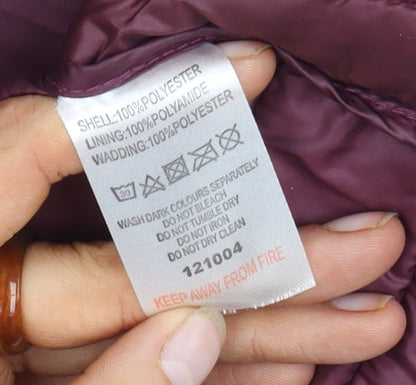 SHELL:100%POLYESTER
LINING:100%POLYAMIDE
WADDING:100%POLYESTER
WASH DARK COLOURS SEPARATELY
DO NOT BLEACH
DO NOT TUMBLE DRY
DO NOT IRON
DO NOT DRY CLEAN
121004
KEEP AWAY FROM FIRE